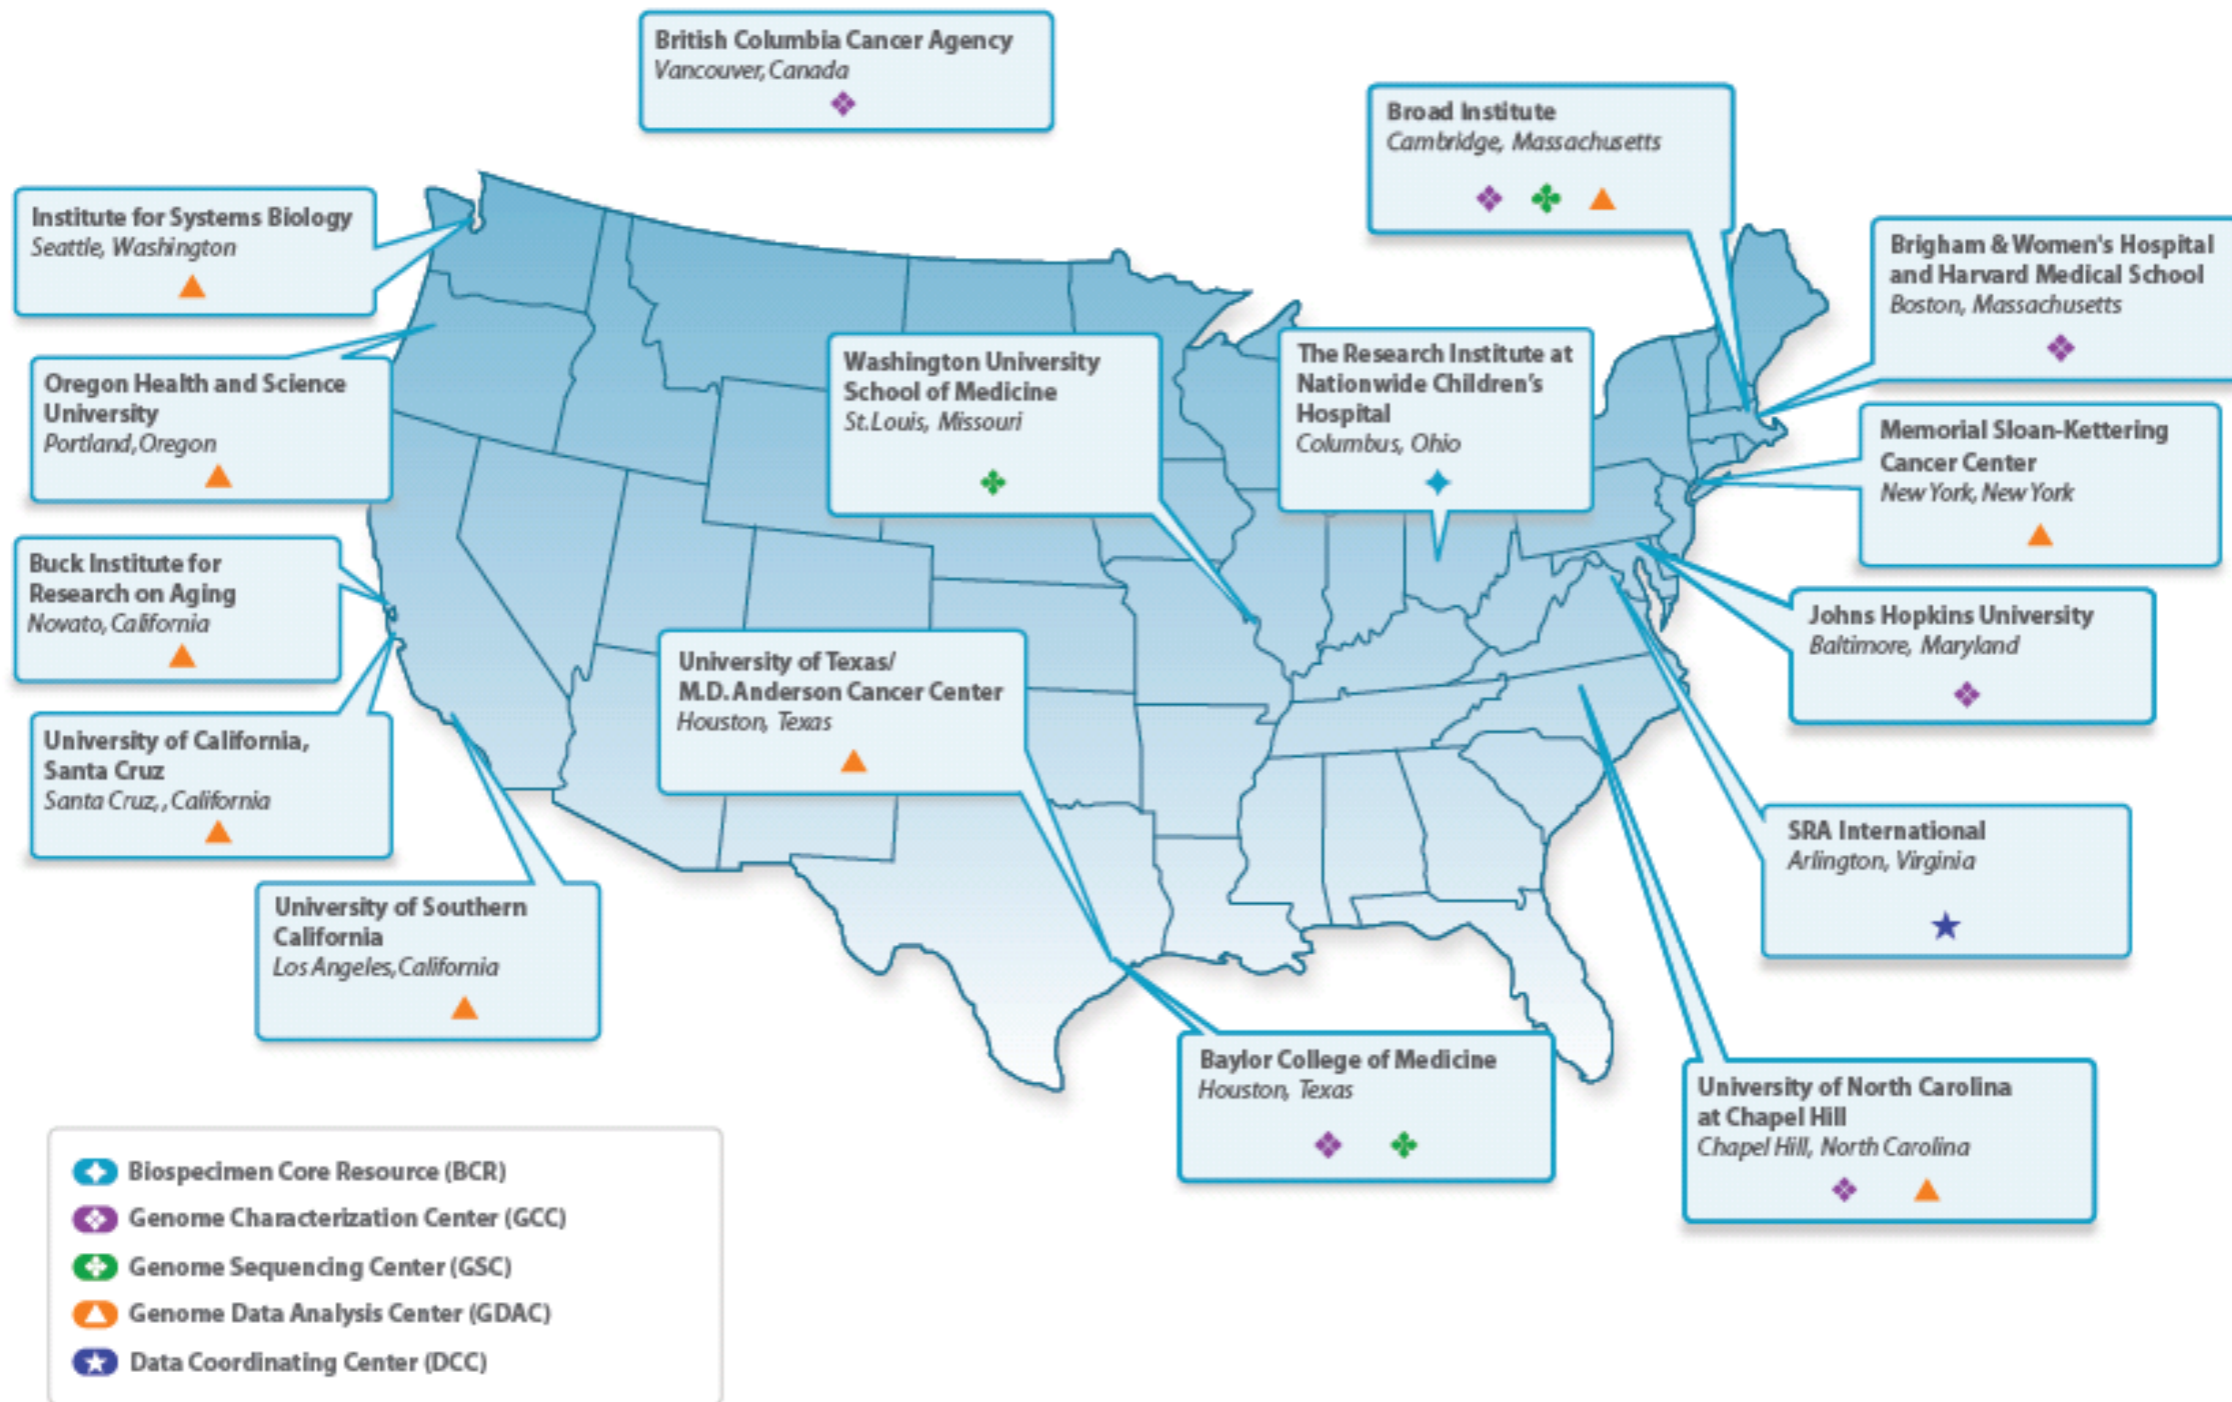 British Columbia Cancer Agency
Vancouver, Canada
Broad Institute
Cambridge, Massachusetts
Institute for Systems Biology
Seattle, Washington
Brigham & Women's Hospital
and Harvard Medical School
Boston, Massachusetts
Oregon Health and Science
University
Portland, Oregon
Washington University
School of Medicine
St. Louis, Missouri
The Research Institute at
Nationwide Children's
Hospital
Columbus, Ohio
Memorial Sloan-Kettering
Cancer Center
New York, New York
Buck Institute for
Research on Aging
Novato, California
Johns Hopkins University
Baltimore, Maryland
University of Texas/
M.D. Anderson Cancer Center
Houston, Texas
University of California,
Santa Cruz
Santa Cruz,, California
SRA International
Arlington, Virginia
University of Southern
California
Los Angeles, California
Baylor College of Medicine
Houston, Texas
University of North Carolina
at Chapel Hill
Chapel Hill, North Carolina
Biospecimen Core Resource (BCR)
Genome Characterization Center (GCC)
Genome Sequencing Center (GSC)
Genome Data Analysis Center (GDAC)
Data Coordinating Center (DCC)